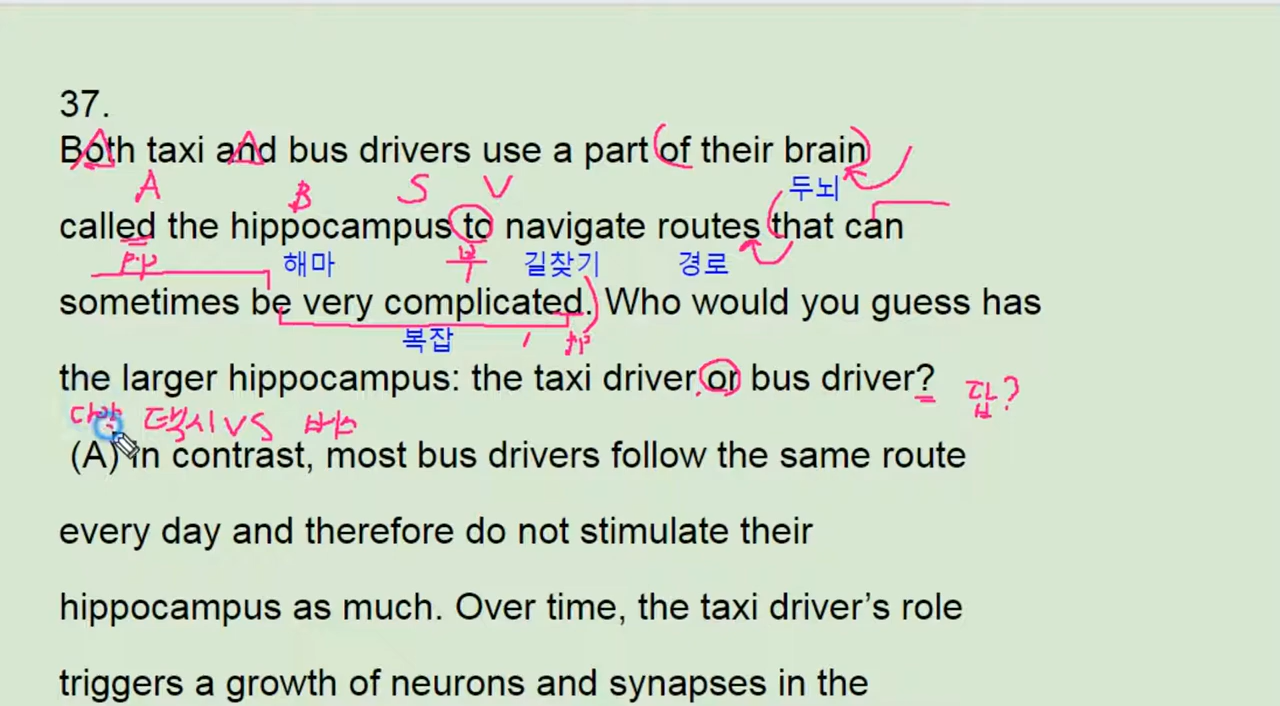 37.
Both taxi and bus drivers use a part of their brain
A B S V 두뇌
called the hippocampus to navigate routes that can
p.p 해마 부 길찾기 경로
sometimes be very complicated. Who would you guess has
복잡 pp
the larger hippocampus: the taxi driver or bus driver? 답?
택시 VS 버스
(A) In contrast, most bus drivers follow the same route
every day and therefore do not stimulate their
hippocampus as much. Over time, the taxi driver's role
triggers a growth of neurons and synapses in the